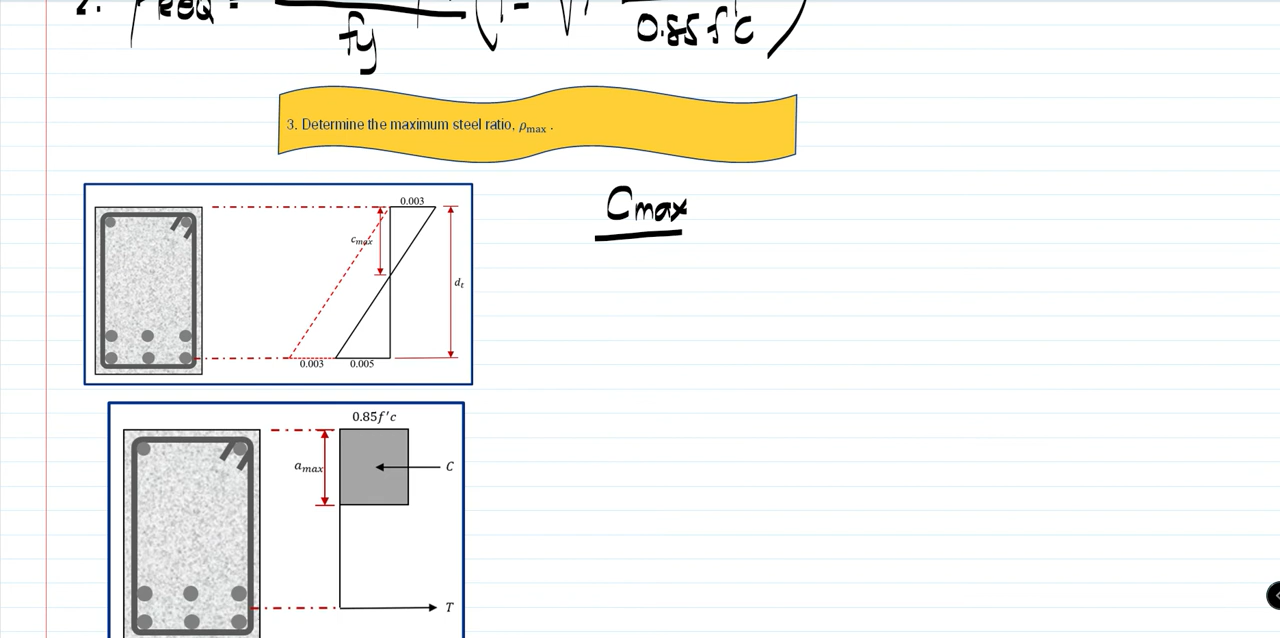 fy
0.85 f'c
3. Determine the maximum steel ratio, ρmax .
Cmax
0.003
cmax
dt
0.003
0.005
0.85f'c
amax
C
T